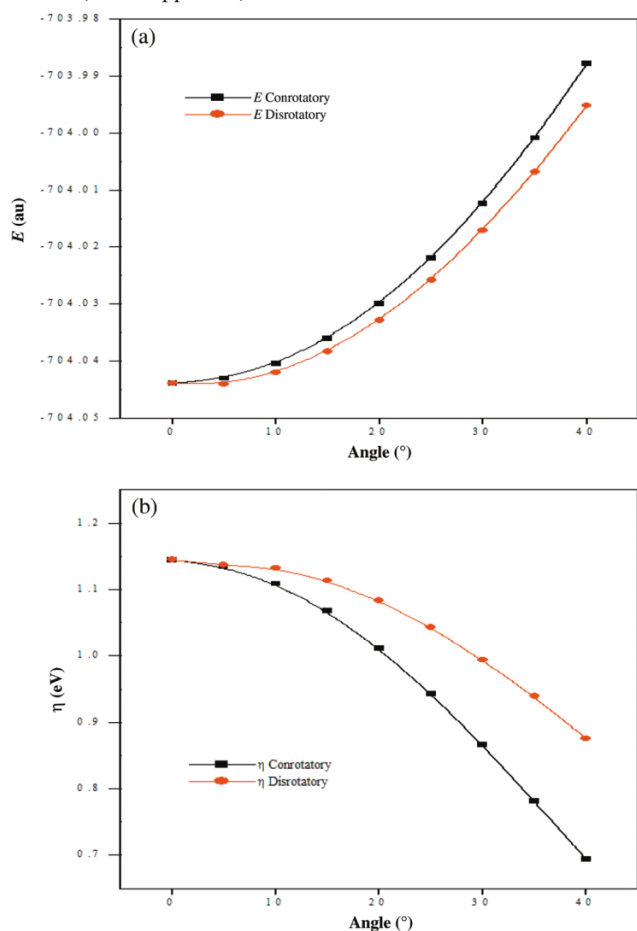 (a)
-703.98
-703.99
-704.00
-704.01
-704.02
-704.03
-704.04
-704.05
E (au)
E Conrotatory
E Disrotatory
0 10 20 30 40
Angle (°)
(b)
1.2
1.1
1.0
0.9
0.8
0.7
η (eV)
η Conrotatory
η Disrotatory
0 10 20 30 40
Angle (°)